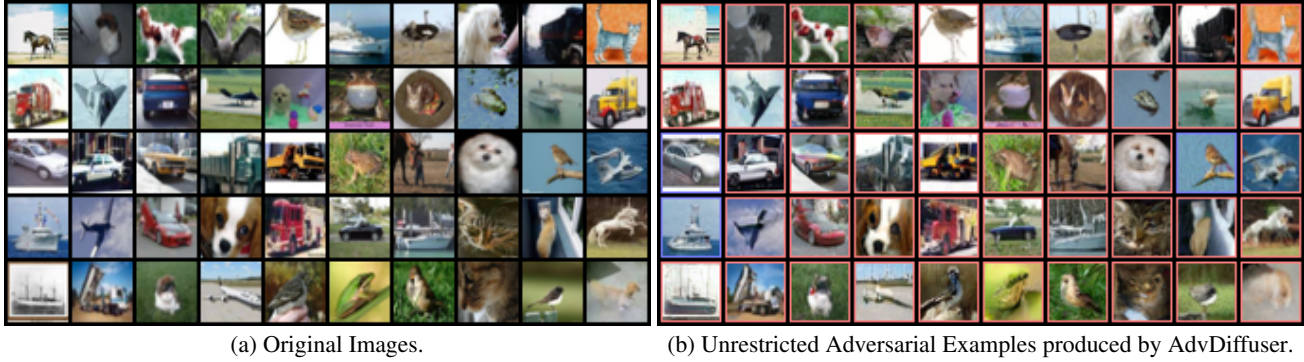 (a) Original Images.
(b) Unrestricted Adversarial Examples produced by AdvDiffuser.